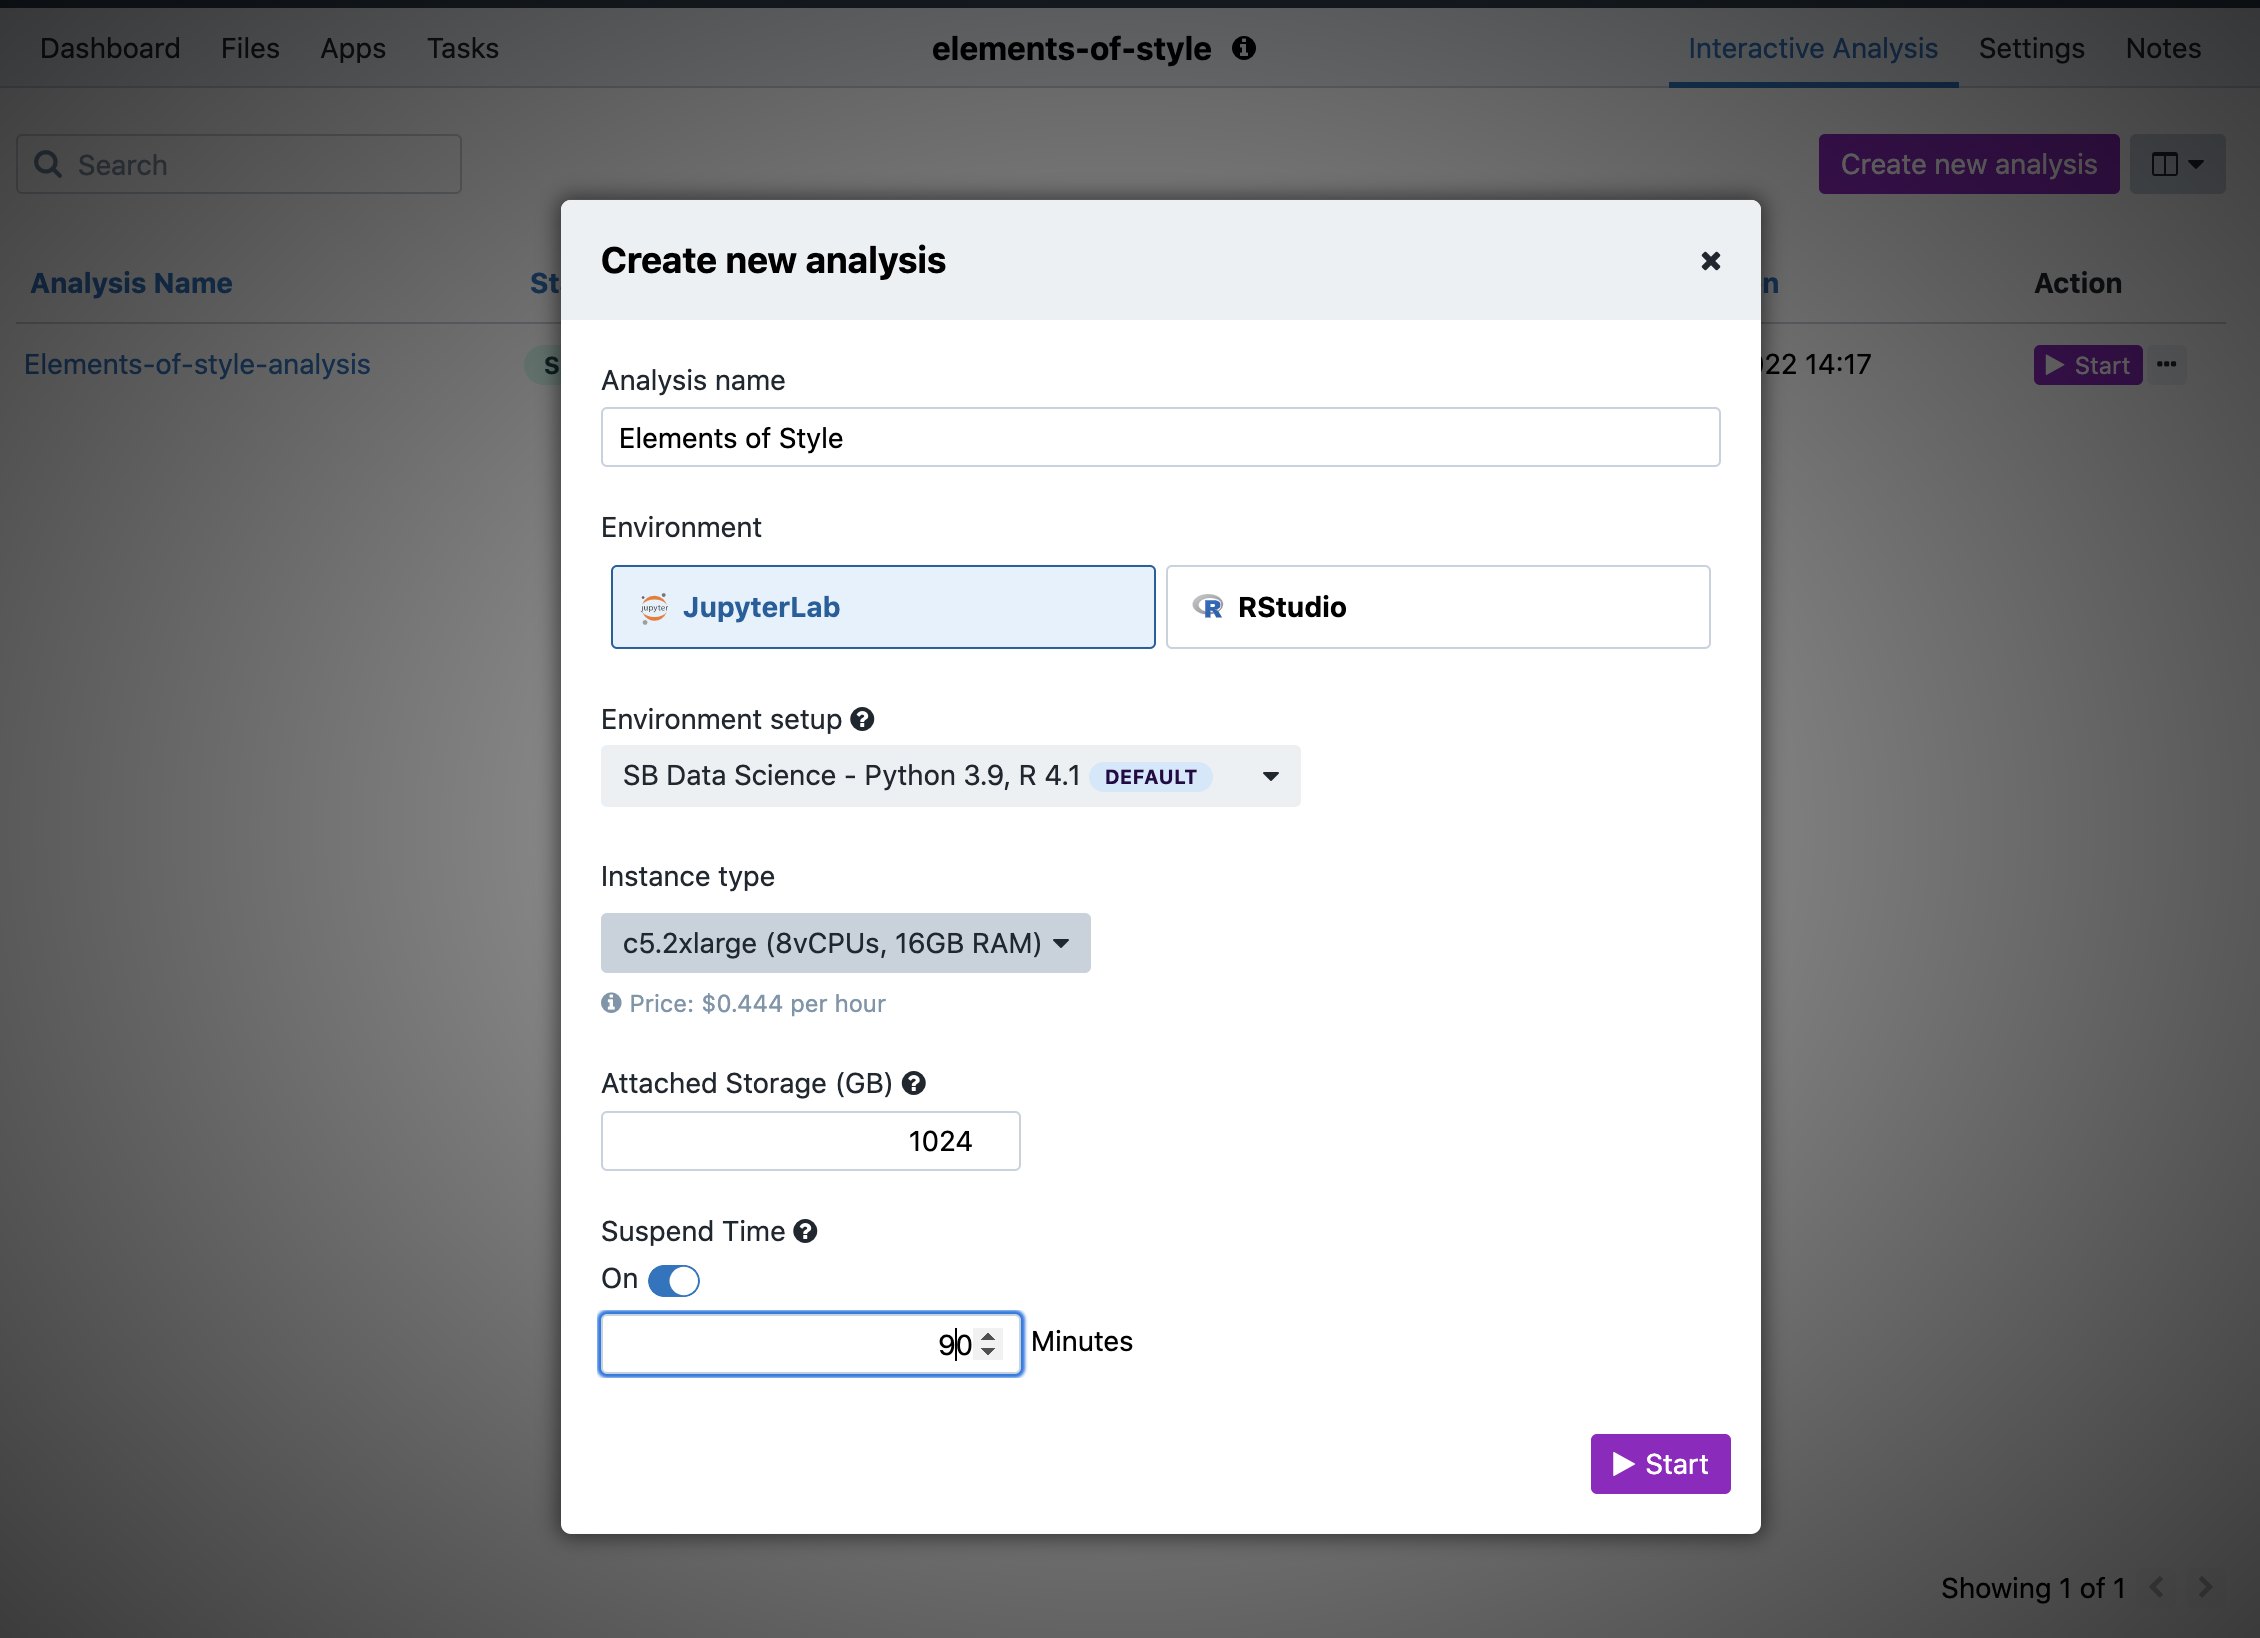 Dashboard Files Apps Tasks elements-of-style Interactive Analysis Settings Notes
Search Create new analysis
Create new analysis
Analysis Name Action
Elements-of-style-analysis 14:17 Start
Analysis name
Elements of Style
Environment
jupyter JupyterLab R RStudio
Environment setup
SB Data Science - Python 3.9, R 4.1 DEFAULT
Instance type
c5.2xlarge (8vCPUs, 16GB RAM)
Price: $0.444 per hour
Attached Storage (GB)
1024
Suspend Time
On
90 Minutes
Start
Showing 1 of 1